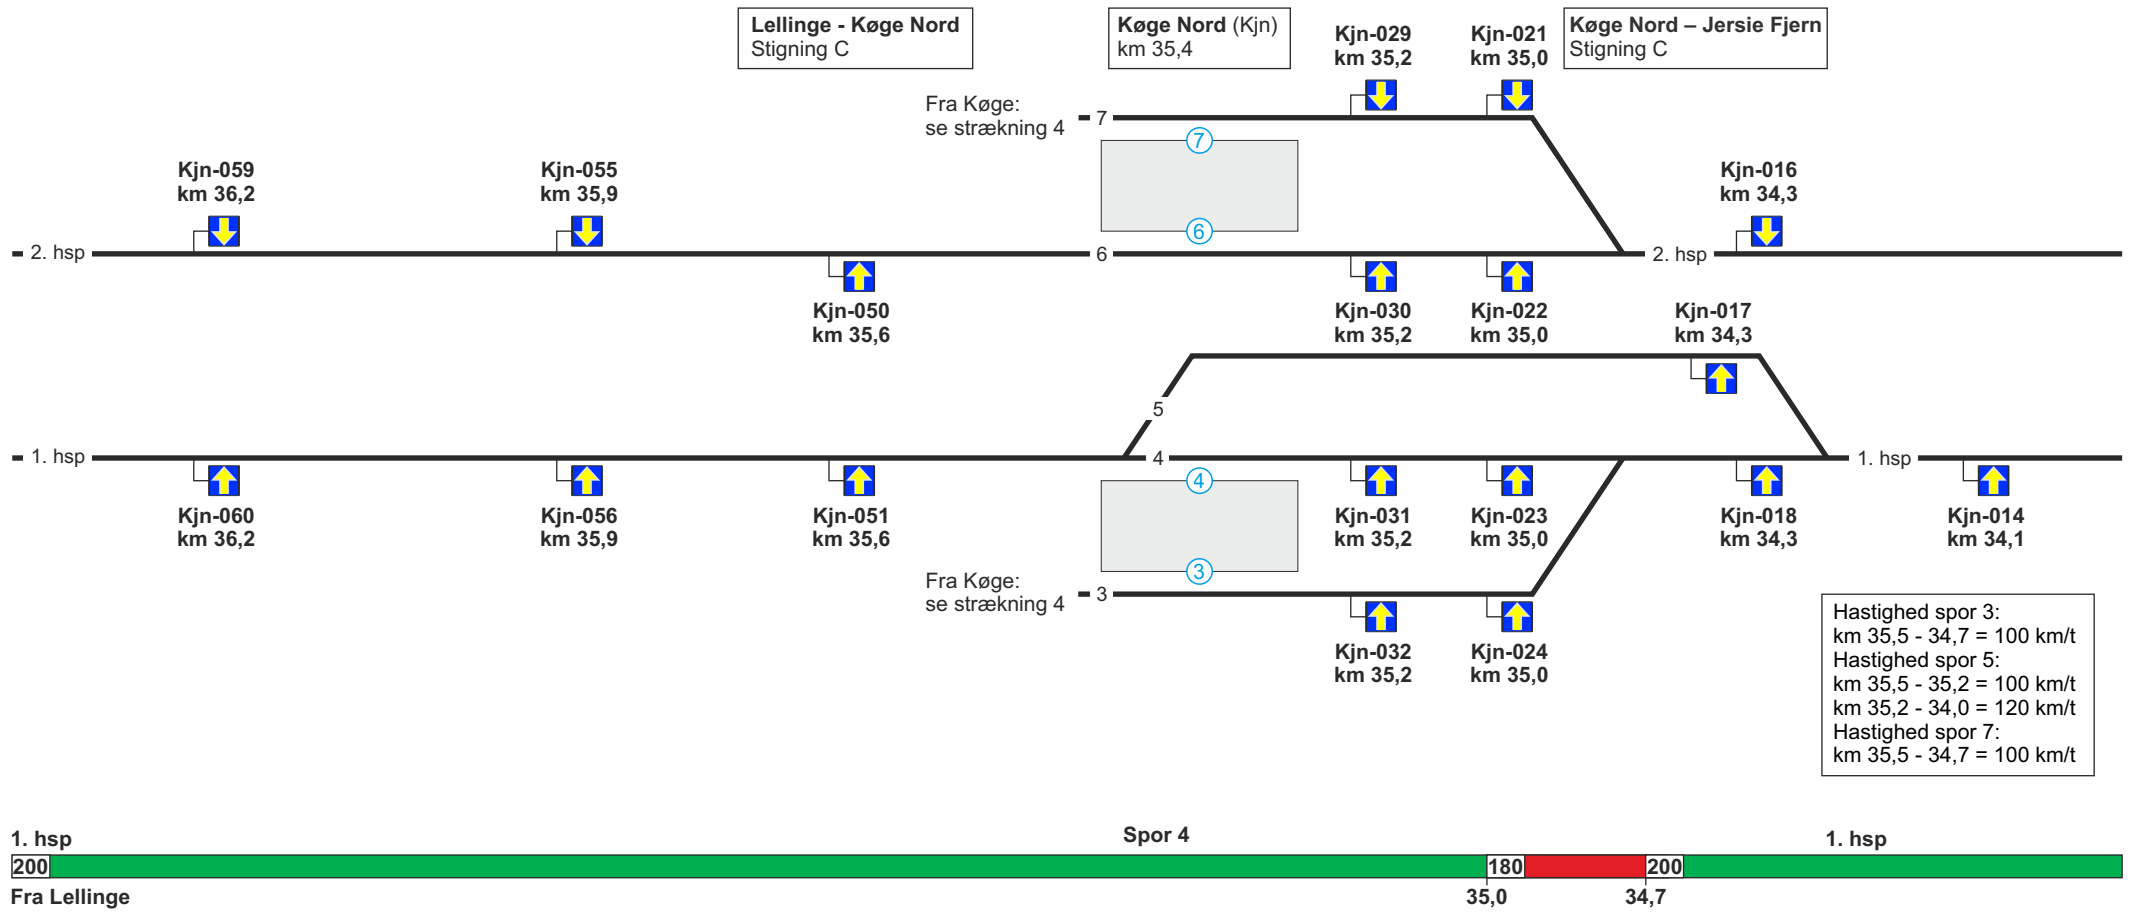 Lellinge - Køge Nord
Stigning C
Køge Nord (Kjn)
km 35,4
Kjn-029
km 35,2
Kjn-021
km 35,0
Køge Nord – Jersie Fjern
Stigning C
Fra Køge:
se strækning 4
7
7
Kjn-059
km 36,2
Kjn-055
km 35,9
Kjn-016
km 34,3
6
2. hsp
6
2. hsp
Kjn-050
km 35,6
Kjn-030
km 35,2
Kjn-022
km 35,0
Kjn-017
km 34,3
5
1. hsp
4
1. hsp
4
Kjn-060
km 36,2
Kjn-056
km 35,9
Kjn-051
km 35,6
Kjn-031
km 35,2
Kjn-023
km 35,0
Kjn-018
km 34,3
Kjn-014
km 34,1
3
Fra Køge:
se strækning 4
3
Kjn-032
km 35,2
Kjn-024
km 35,0
Hastighed spor 3:
km 35,5 - 34,7 = 100 km/t
Hastighed spor 5:
km 35,5 - 35,2 = 100 km/t
km 35,2 - 34,0 = 120 km/t
Hastighed spor 7:
km 35,5 - 34,7 = 100 km/t
1. hsp
Spor 4
1. hsp
200
180
200
Fra Lellinge
35,0
34,7